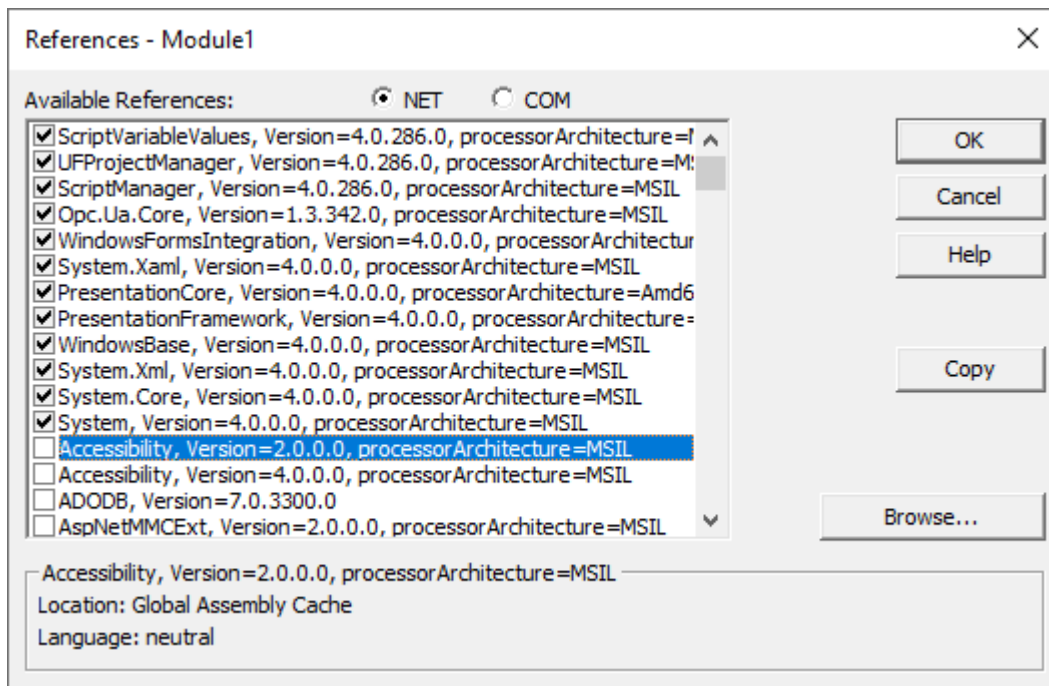 References - Module1
Available References:
NET
COM
ScriptVariableValues, Version=4.0.286.0, processorArchitecture=
UFProjectManager, Version=4.0.286.0, processorArchitecture=M
ScriptManager, Version=4.0.286.0, processorArchitecture=MSIL
Opc.Ua.Core, Version=1.3.342.0, processorArchitecture=MSIL
WindowsFormsIntegration, Version=4.0.0.0, processorArchitectur
System.Xaml, Version=4.0.0.0, processorArchitecture=MSIL
PresentationCore, Version=4.0.0.0, processorArchitecture=Amd6
PresentationFramework, Version=4.0.0.0, processorArchitecture=
WindowsBase, Version=4.0.0.0, processorArchitecture=MSIL
System.Xml, Version=4.0.0.0, processorArchitecture=MSIL
System.Core, Version=4.0.0.0, processorArchitecture=MSIL
System, Version=4.0.0.0, processorArchitecture=MSIL
Accessibility, Version=2.0.0.0, processorArchitecture=MSIL
Accessibility, Version=4.0.0.0, processorArchitecture=MSIL
ADODB, Version=7.0.3300.0
AspNetMMCExt, Version=2.0.0.0, processorArchitecture=MSIL
OK
Cancel
Help
Copy
Browse...
Accessibility, Version=2.0.0.0, processorArchitecture=MSIL
Location: Global Assembly Cache
Language: neutral